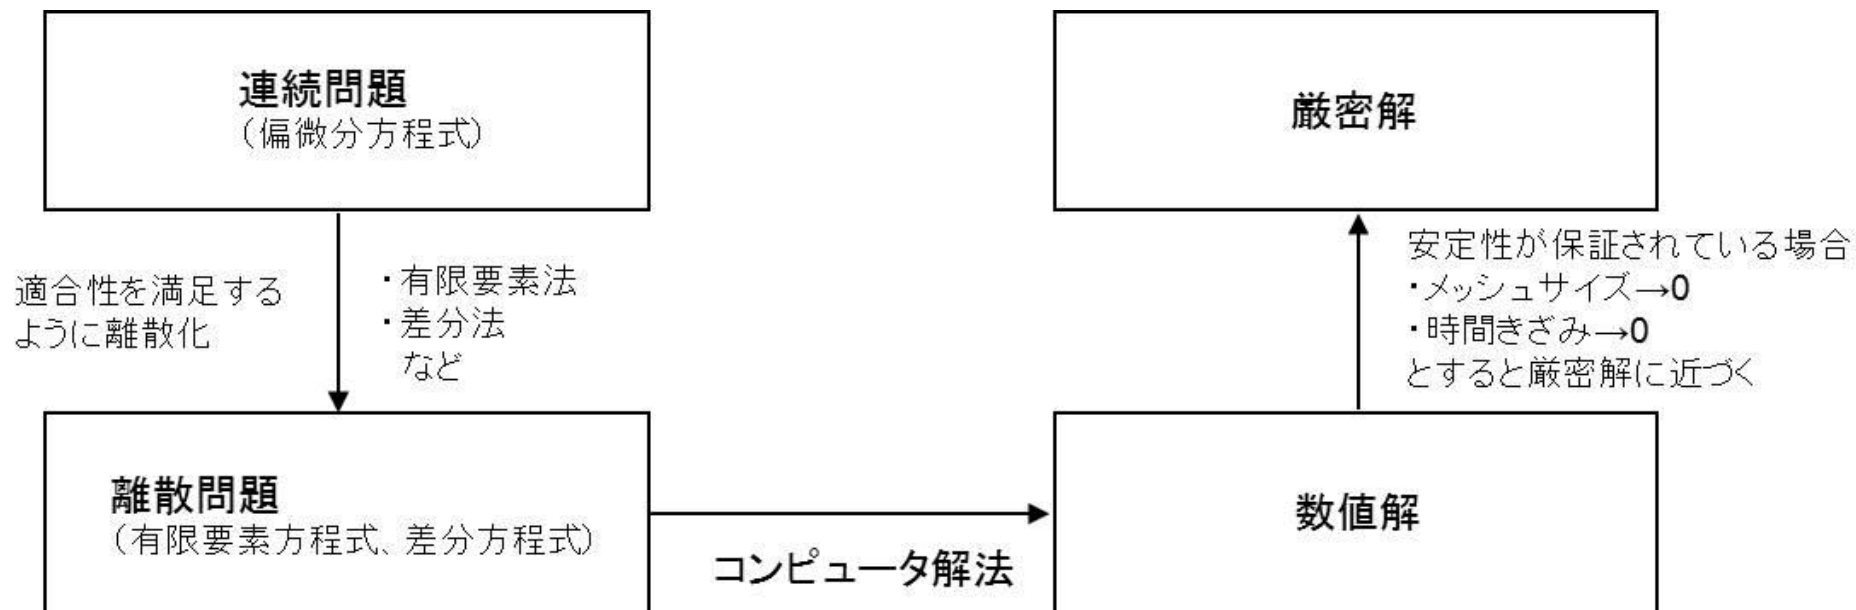 連続問題
（偏微分方程式）
厳密解
適合性を満足する
ように離散化
・有限要素法
・差分法
など
安定性が保証されている場合
・メッシュサイズ→0
・時間きざみ→0
とすると厳密解に近づく
離散問題
（有限要素方程式、差分方程式）
コンピュータ解法
数値解